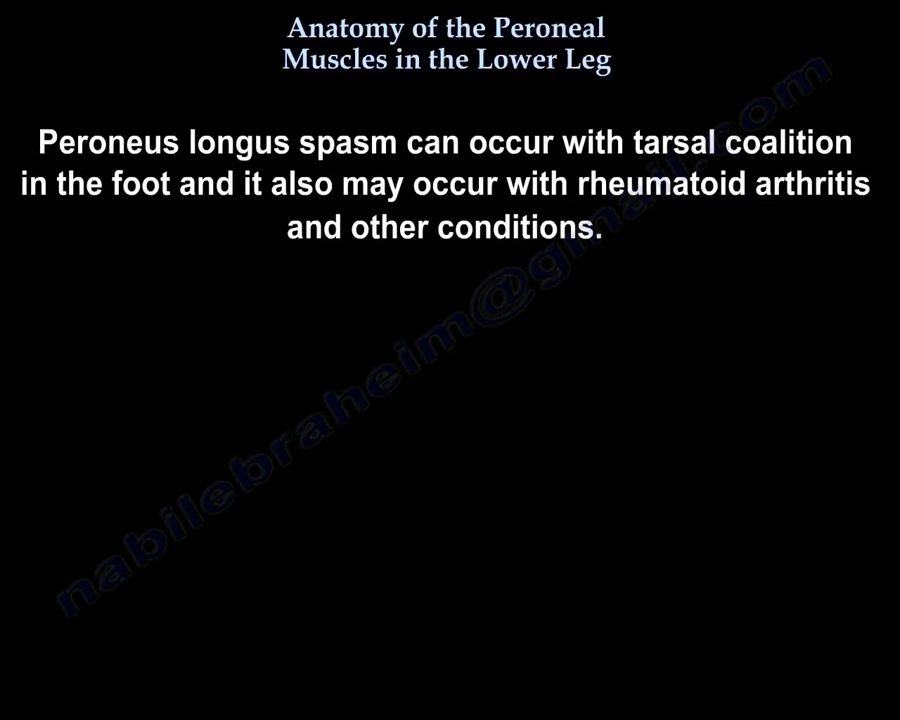 Anatomy of the Peroneal
Muscles in the Lower Leg
Peroneus longus spasm can occur with tarsal coalition
in the foot and it also may occur with rheumatoid arthritis
and other conditions.
nabilebraheim@gmail.com